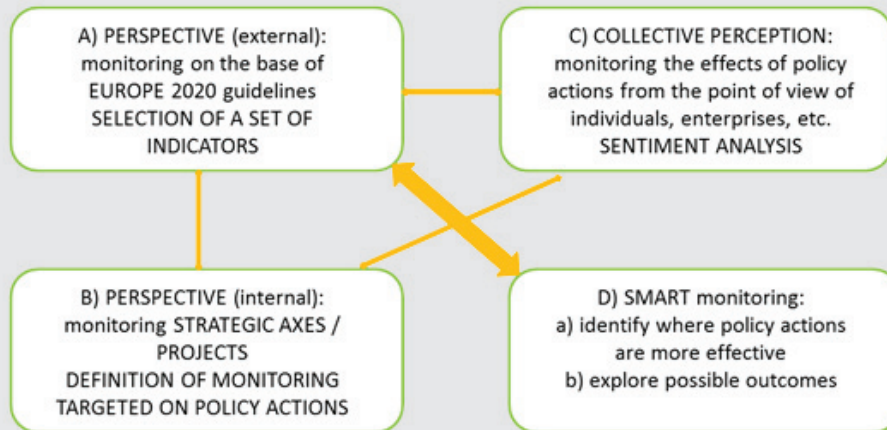 A) PERSPECTIVE (external):
monitoring on the base of
EUROPE 2020 guidelines
SELECTION OF A SET OF
INDICATORS
C) COLLECTIVE PERCEPTION:
monitoring the effects of policy
actions from the point of view of
individuals, enterprises, etc.
SENTIMENT ANALYSIS
B) PERSPECTIVE (internal):
monitoring STRATEGIC AXES /
PROJECTS
DEFINITION OF MONITORING
TARGETED ON POLICY ACTIONS
D) SMART monitoring:
a) identify where policy actions
are more effective
b) explore possible outcomes